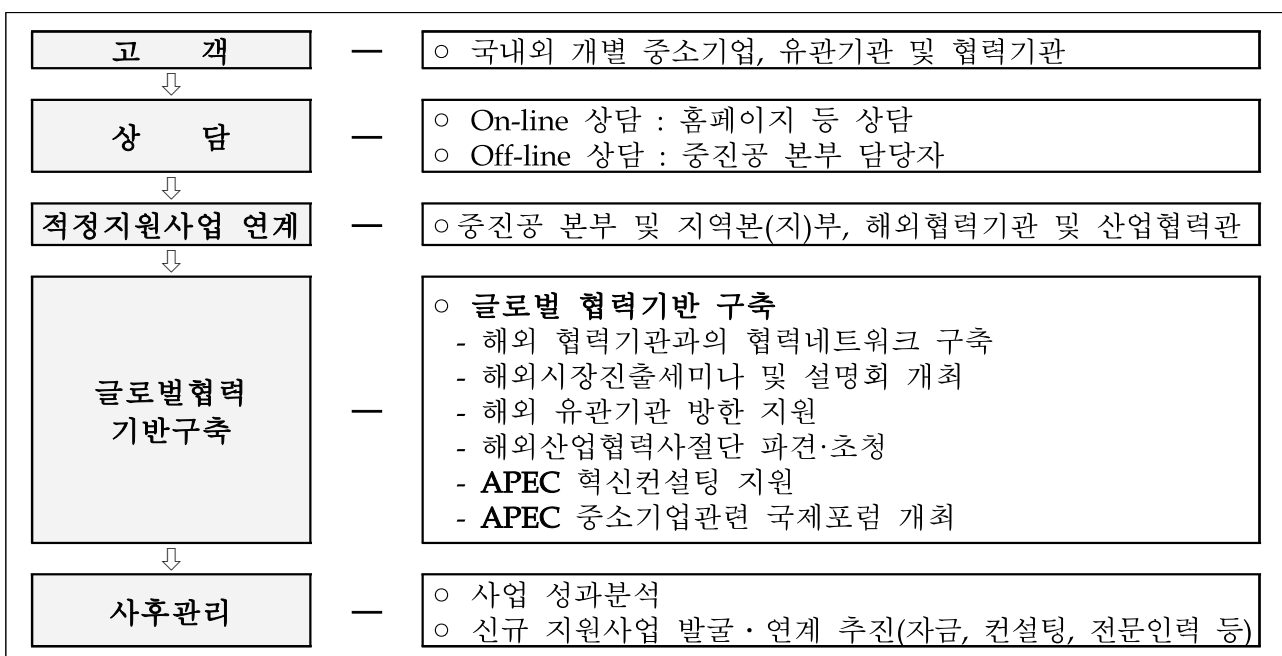 고 객 — ○ 국내외 개별 중소기업, 유관기관 및 협력기관
⇩
상 담 — ○ On-line 상담 : 홈페이지 등 상담
○ Off-line 상담 : 중진공 본부 담당자
⇩
적정지원사업 연계 — ○중진공 본부 및 지역본(지)부, 해외협력기관 및 산업협력관
⇩
글로벌협력
기반구축 —
○ 글로벌 협력기반 구축
- 해외 협력기관과의 협력네트워크 구축
- 해외시장진출세미나 및 설명회 개최
- 해외 유관기관 방한 지원
- 해외산업협력사절단 파견·초청
- APEC 혁신컨설팅 지원
- APEC 중소기업관련 국제포럼 개최
⇩
사후관리 — ○ 사업 성과분석
○ 신규 지원사업 발굴・연계 추진(자금, 컨설팅, 전문인력 등)